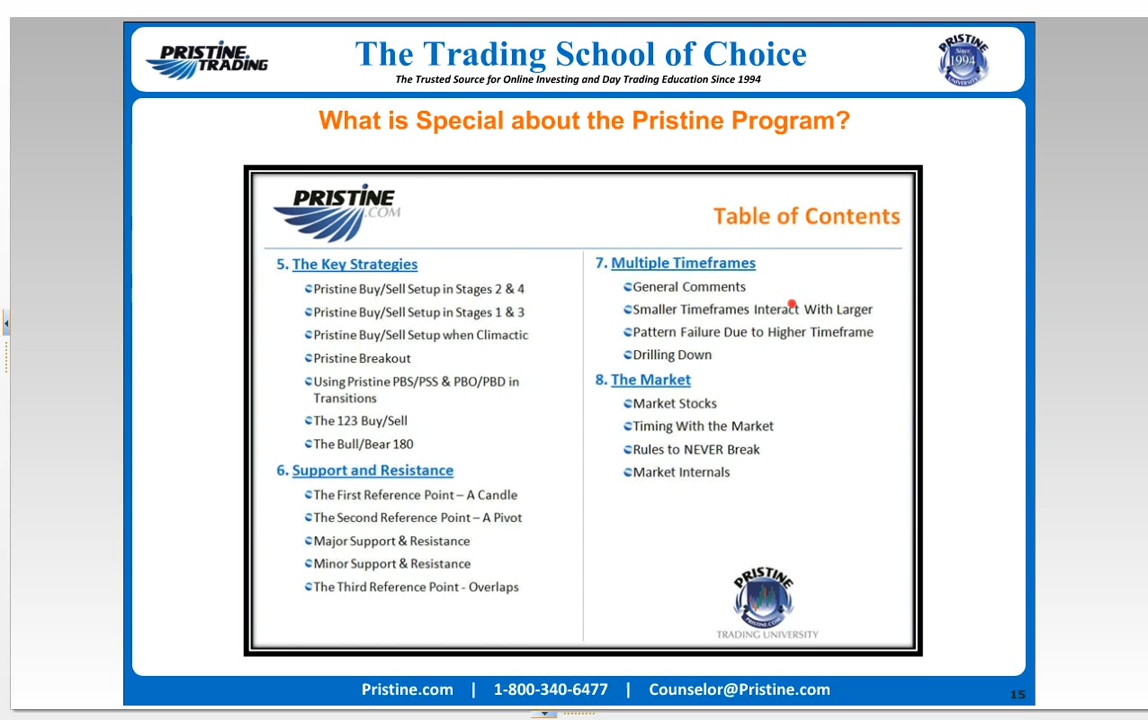 PRISTINE
TRADING
The Trading School of Choice
The Trusted Source for Online Investing and Day Trading Education Since 1994
PRISTINE
Since
1994
UNIVERSITY
What is Special about the Pristine Program?
PRISTINE
.COM
Table of Contents
5. The Key Strategies
Pristine Buy/Sell Setup in Stages 2 & 4
Pristine Buy/Sell Setup in Stages 1 & 3
Pristine Buy/Sell Setup when Climactic
Pristine Breakout
Using Pristine PBS/PSS & PBO/PBD in
Transitions
The 123 Buy/Sell
The Bull/Bear 180
6. Support and Resistance
The First Reference Point – A Candle
The Second Reference Point – A Pivot
Major Support & Resistance
Minor Support & Resistance
The Third Reference Point - Overlaps
7. Multiple Timeframes
General Comments
Smaller Timeframes Interact With Larger
Pattern Failure Due to Higher Timeframe
Drilling Down
8. The Market
Market Stocks
Timing With the Market
Rules to NEVER Break
Market Internals
PRISTINE
PRISTINE.COM
TRADING UNIVERSITY
Pristine.com | 1-800-340-6477 | Counselor@Pristine.com
15